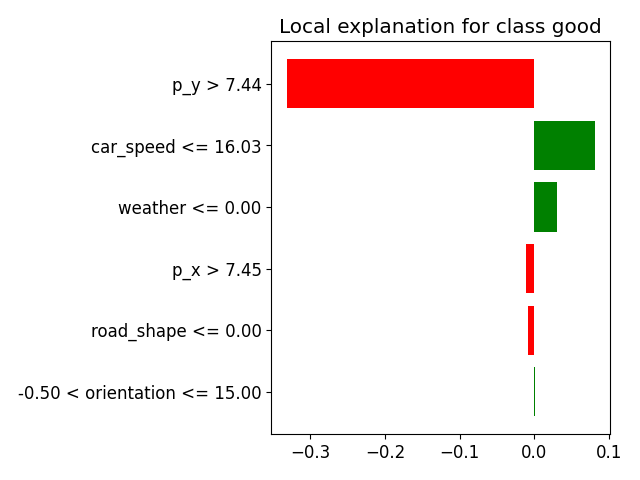 Local explanation for class good
p_y > 7.44
car_speed <= 16.03
weather <= 0.00
p_x > 7.45
road_shape <= 0.00
-0.50 < orientation <= 15.00
−0.3 −0.2 −0.1 0.0 0.1